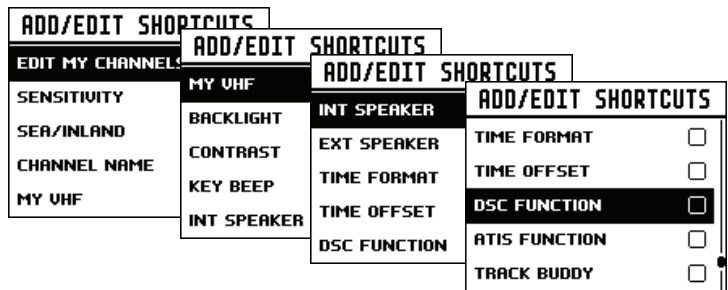 ADD/EDIT SHORTCUTS
EDIT MY CHANNELS
SENSITIVITY
SEA/INLAND
CHANNEL NAME
MY VHF
ADD/EDIT SHORTCUTS
MY VHF
BACKLIGHT
CONTRAST
KEY BEEP
INT SPEAKER
ADD/EDIT SHORTCUTS
INT SPEAKER
EXT SPEAKER
TIME FORMAT
TIME OFFSET
DSC FUNCTION
ADD/EDIT SHORTCUTS
TIME FORMAT
TIME OFFSET
DSC FUNCTION
ATIS FUNCTION
TRACK BUDDY